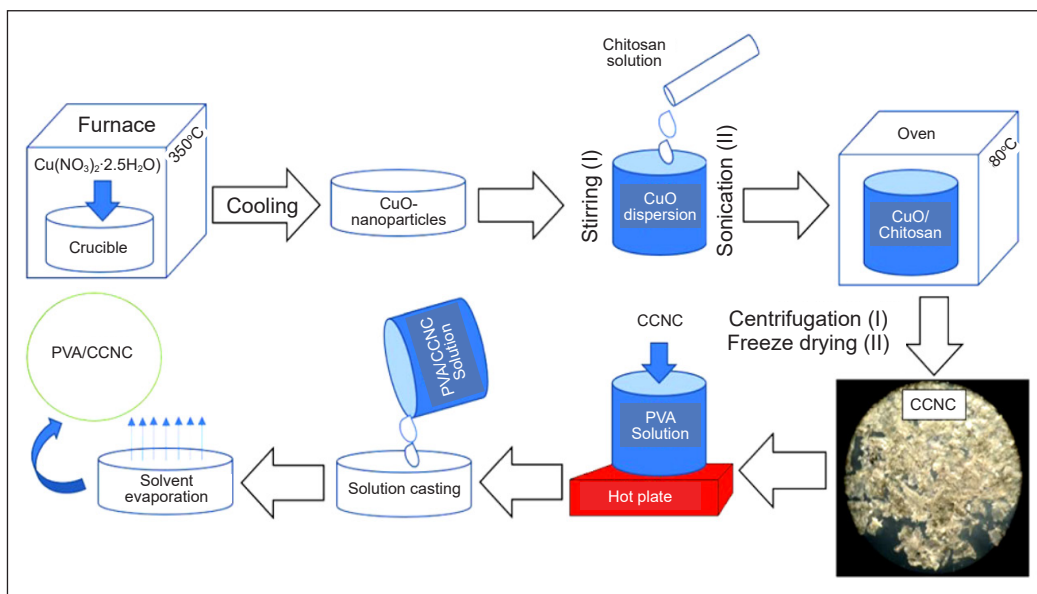 Furnace
350°C
Cu(NO₃)₂·2.5H₂O)
Crucible
Cooling
CuO-
nanoparticles
Chitosan
solution
Stirring (I)
CuO
dispersion
Sonication (II)
Oven
80°C
CuO/
Chitosan
Centrifugation (I)
Freeze drying (II)
CCNC
CCNC
PVA
Solution
Hot plate
PVA/CCNC
Solution
Solution casting
Solvent
evaporation
PVA/CCNC